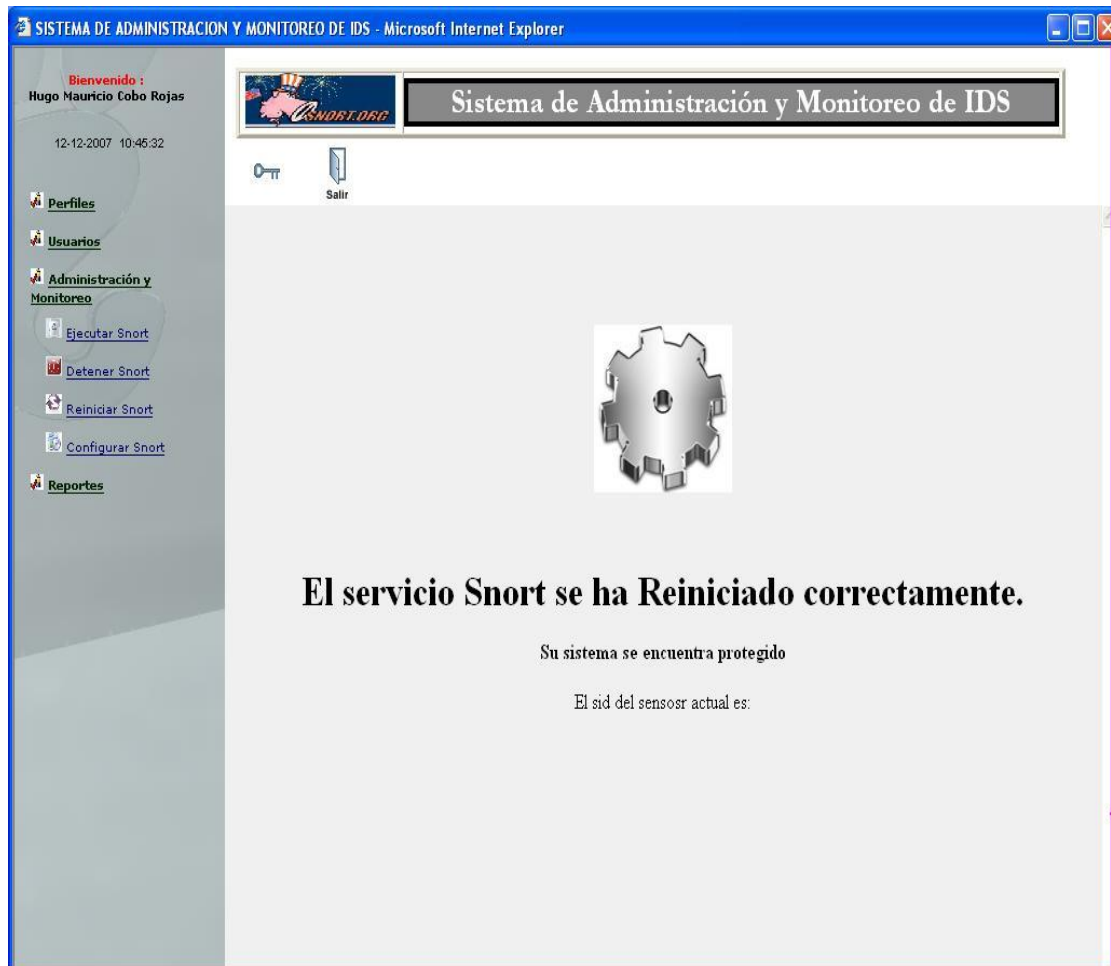 SISTEMA DE ADMINISTRACION Y MONITOREO DE IDS - Microsoft Internet Explorer
Bienvenido :
Hugo Mauricio Cobo Rojas
12-12-2007 10:45:32
Perfiles
Usuarios
Administración y
Monitoreo
Ejecutar Snort
Detener Snort
Reiniciar Snort
Configurar Snort
Reportes
SNORT.ORG
Sistema de Administración y Monitoreo de IDS
Salir
El servicio Snort se ha Reiniciado correctamente.
Su sistema se encuentra protegido
El sid del sensosr actual es: